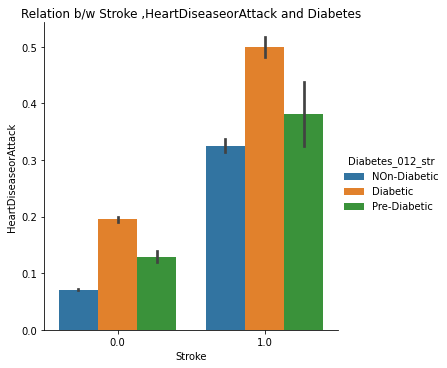 Relation b/w Stroke ,HeartDiseaseorAttack and Diabetes
HeartDiseaseorAttack
0.5
0.4
0.3
0.2
0.1
0.0
0.0
1.0
Stroke
Diabetes_012_str
NOn-Diabetic
Diabetic
Pre-Diabetic